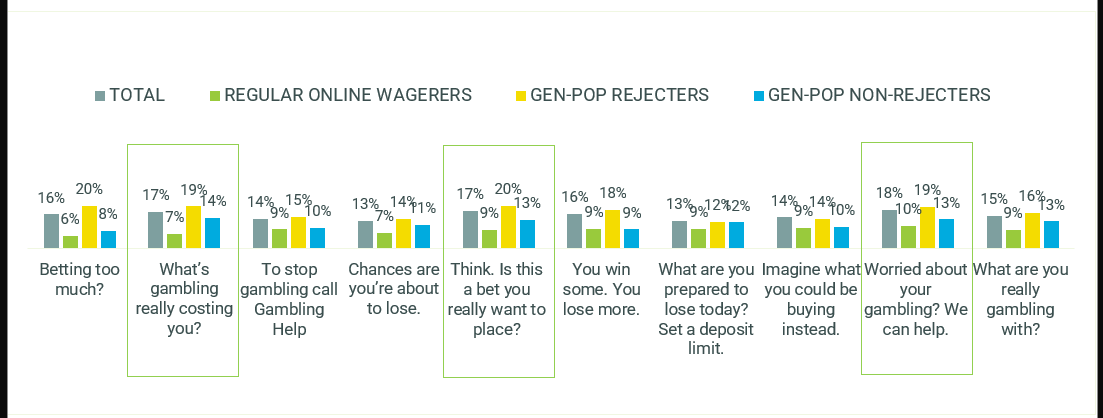 TOTAL REGULAR ONLINE WAGERERS GEN-POP REJECTERS GEN-POP NON-REJECTERS
16% 6% 20% 8%
17% 7% 19% 14%
14% 9% 15% 10%
13% 7% 14% 11%
17% 9% 20% 13%
16% 9% 18% 9%
13% 9% 12% 12%
14% 9% 14% 10%
18% 10% 19% 13%
15% 9% 16% 13%
Betting too
much?
What’s
gambling
really costing
you?
To stop
gambling call
Gambling
Help
Chances are
you’re about
to lose.
Think. Is this
a bet you
really want to
place?
You win
some. You
lose more.
What are you
prepared to
lose today?
Set a deposit
limit.
Imagine what
you could be
buying
instead.
Worried about
your
gambling? We
can help.
What are you
really
gambling
with?